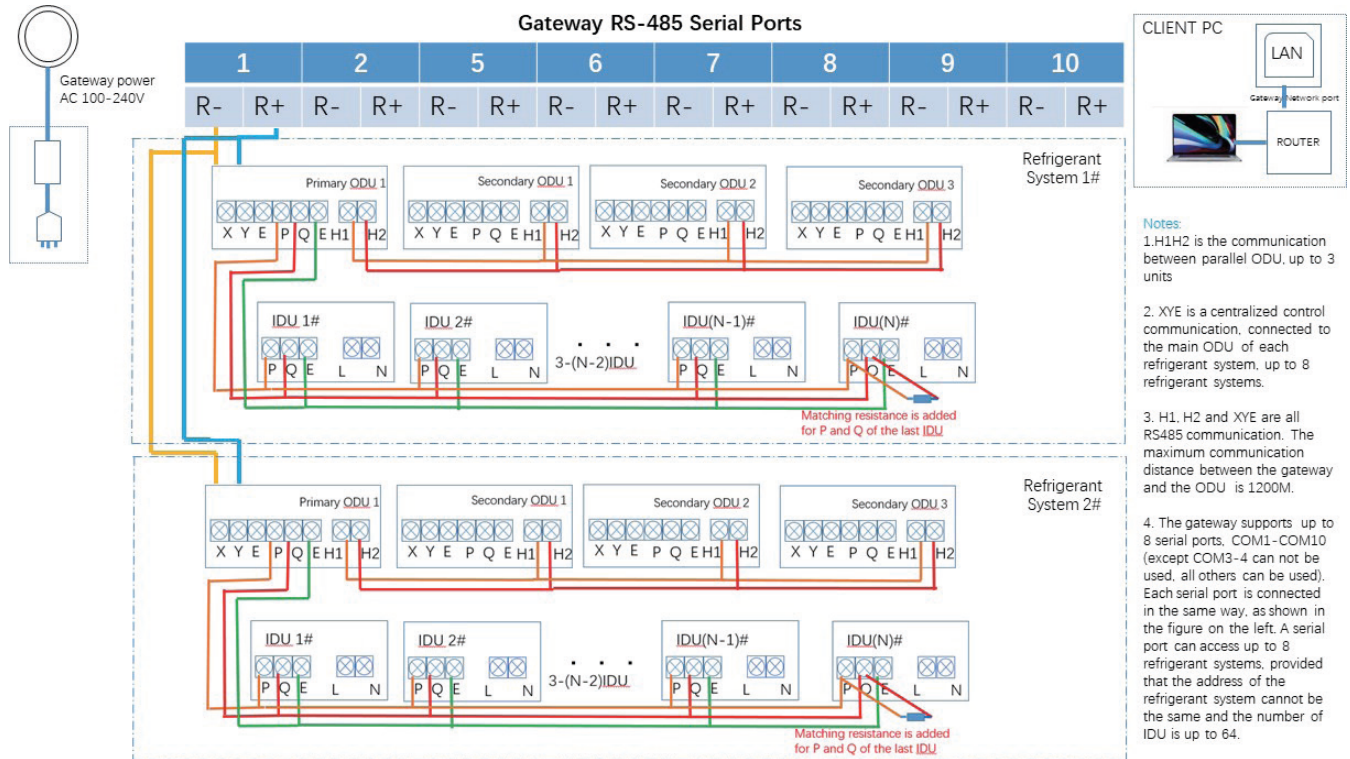 Gateway RS-485 Serial Ports
Gateway power
AC 100-240V
1 2 5 6 7 8 9 10
R- R+ R- R+ R- R+ R- R+ R- R+ R- R+ R- R+ R- R+
CLIENT PC
LAN
Gateway Network port
ROUTER
Refrigerant
System 1#
Primary ODU 1
X Y E P Q E H1 H2
Secondary ODU 1
X Y E P Q E H1 H2
Secondary ODU 2
X Y E P Q E H1 H2
Secondary ODU 3
X Y E P Q E H1 H2
IDU 1#
P Q E L N
IDU 2#
P Q E L N
. . .
3-(N-2)IDU
IDU(N-1)#
P Q E L N
IDU(N)#
P Q E L N
Matching resistance is added
for P and Q of the last IDU
Refrigerant
System 2#
Primary ODU 1
X Y E P Q E H1 H2
Secondary ODU 1
X Y E P Q E H1 H2
Secondary ODU 2
X Y E P Q E H1 H2
Secondary ODU 3
X Y E P Q E H1 H2
IDU 1#
P Q E L N
IDU 2#
P Q E L N
. . .
3-(N-2)IDU
IDU(N-1)#
P Q E L N
IDU(N)#
P Q E L N
Matching resistance is added
for P and Q of the last IDU
Notes:
1.H1H2 is the communication
between parallel ODU, up to 3
units
2. XYE is a centralized control
communication, connected to
the main ODU of each
refrigerant system, up to 8
refrigerant systems.
3. H1, H2 and XYE are all
RS485 communication. The
maximum communication
distance between the gateway
and the ODU is 1200M.
4. The gateway supports up to
8 serial ports, COM1-COM10
(except COM3-4 can not be
used, all others can be used).
Each serial port is connected
in the same way, as shown in
the figure on the left. A serial
port can access up to 8
refrigerant systems, provided
that the address of the
refrigerant system cannot be
the same and the number of
IDU is up to 64.